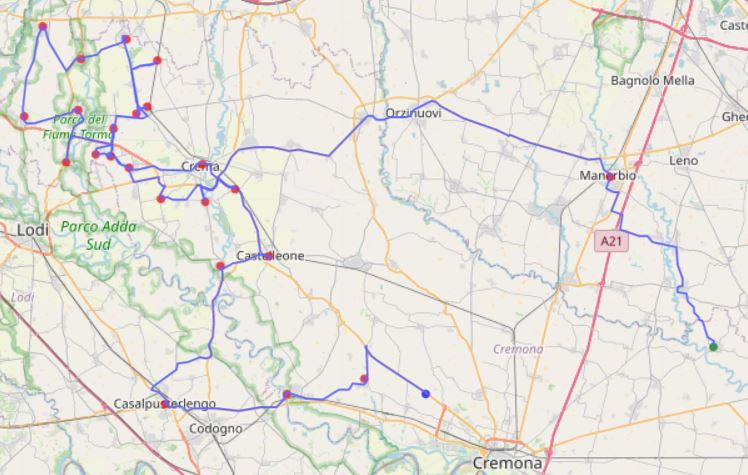 Caste
Bagnolo Mella
Orzinuovi
Ghe
Parco del
Fiume Tormo
Crema
Leno
Manerbio
Lodi
Parco Adda
Sud
A21
Castelleone
Lodi
Cremona
Casalpusterlengo
Codogno
Cremona